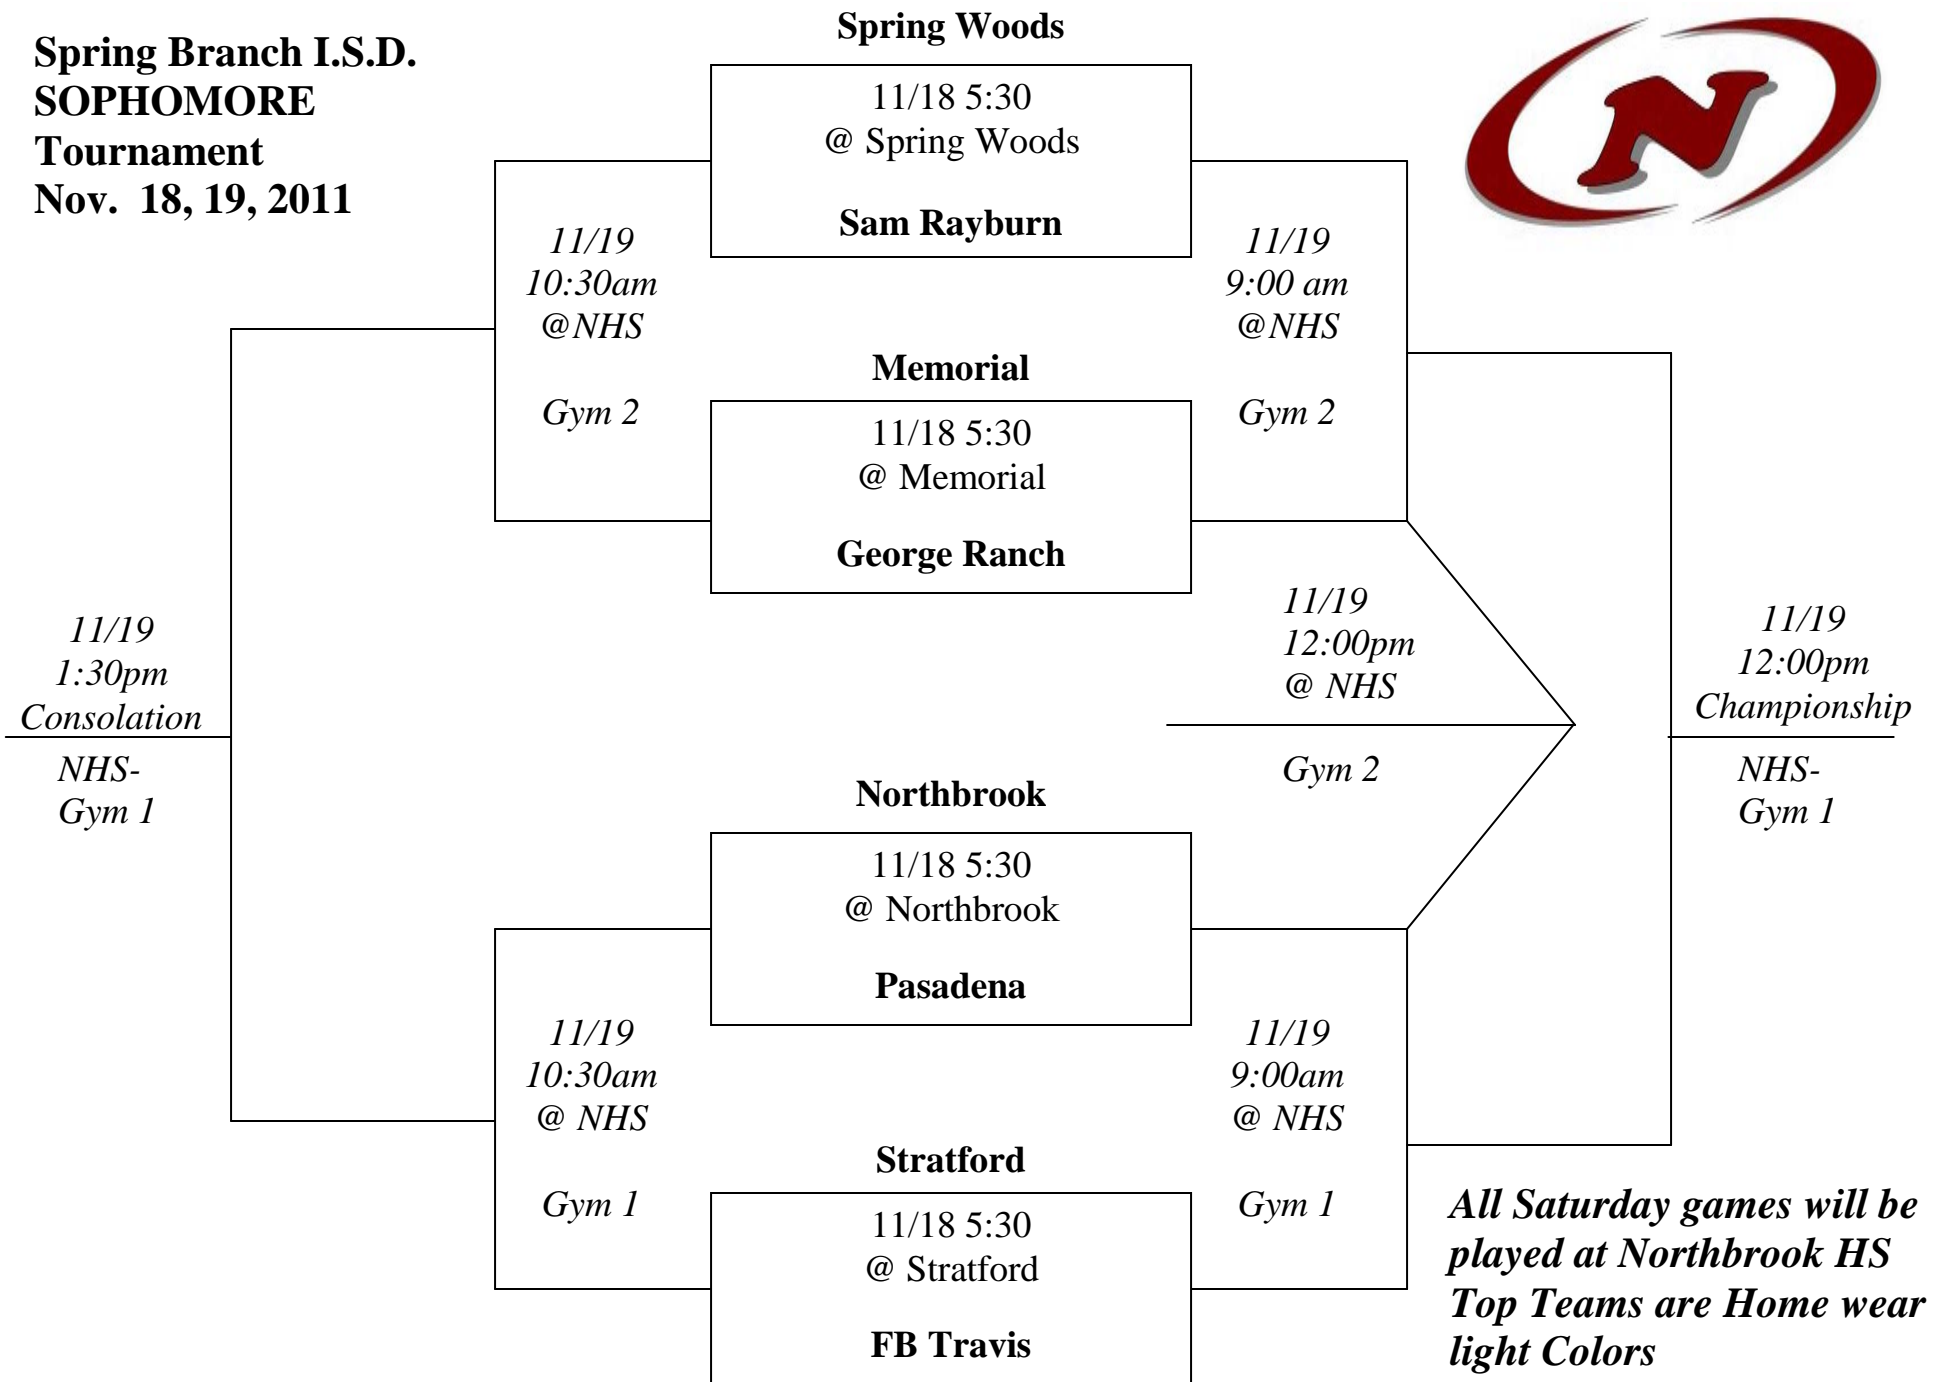 Spring Branch I.S.D.
SOPHOMORE
Tournament
Nov.  18, 19, 2011
Spring Woods
11/18 5:30
@ Spring Woods
Sam Rayburn
N
11/19
10:30am
@NHS
Gym 2
11/19
9:00 am
@NHS
Gym 2
Memorial
11/18 5:30
@ Memorial
George Ranch
11/19
1:30pm
Consolation
NHS-
Gym 1
11/19
12:00pm
@ NHS
Gym 2
11/19
12:00pm
Championship
NHS-
Gym 1
Northbrook
11/18 5:30
@ Northbrook
Pasadena
11/19
10:30am
@ NHS
Gym 1
11/19
9:00am
@ NHS
Gym 1
Stratford
11/18 5:30
@ Stratford
FB Travis
All Saturday games will be
played at Northbrook HS
Top Teams are Home wear
light Colors